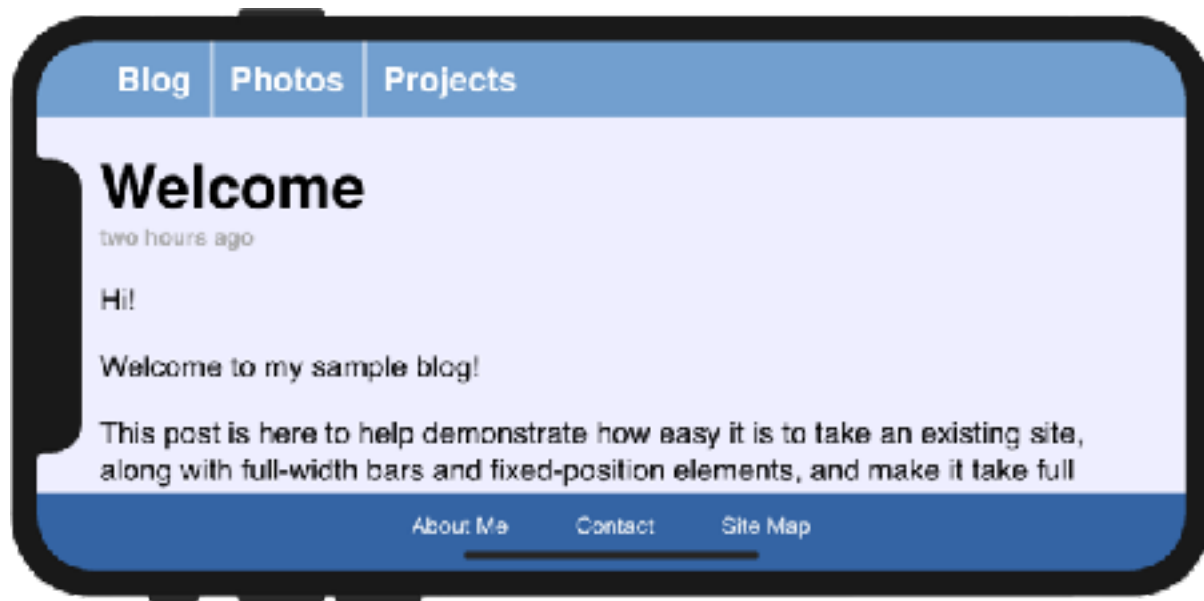 Blog
Photos
Projects
Welcome
two hours ago
Hi!
Welcome to my sample blog!
This post is here to help demonstrate how easy it is to take an existing site,
along with full-width bars and fixed-position elements, and make it take full
About Me
Contact
Site Map